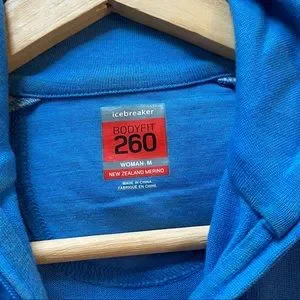 icebreaker
BODYFIT
260
WOMAN : M
NEW ZEALAND MERINO
MADE IN CHINA
FABRIQUÉ EN CHINE